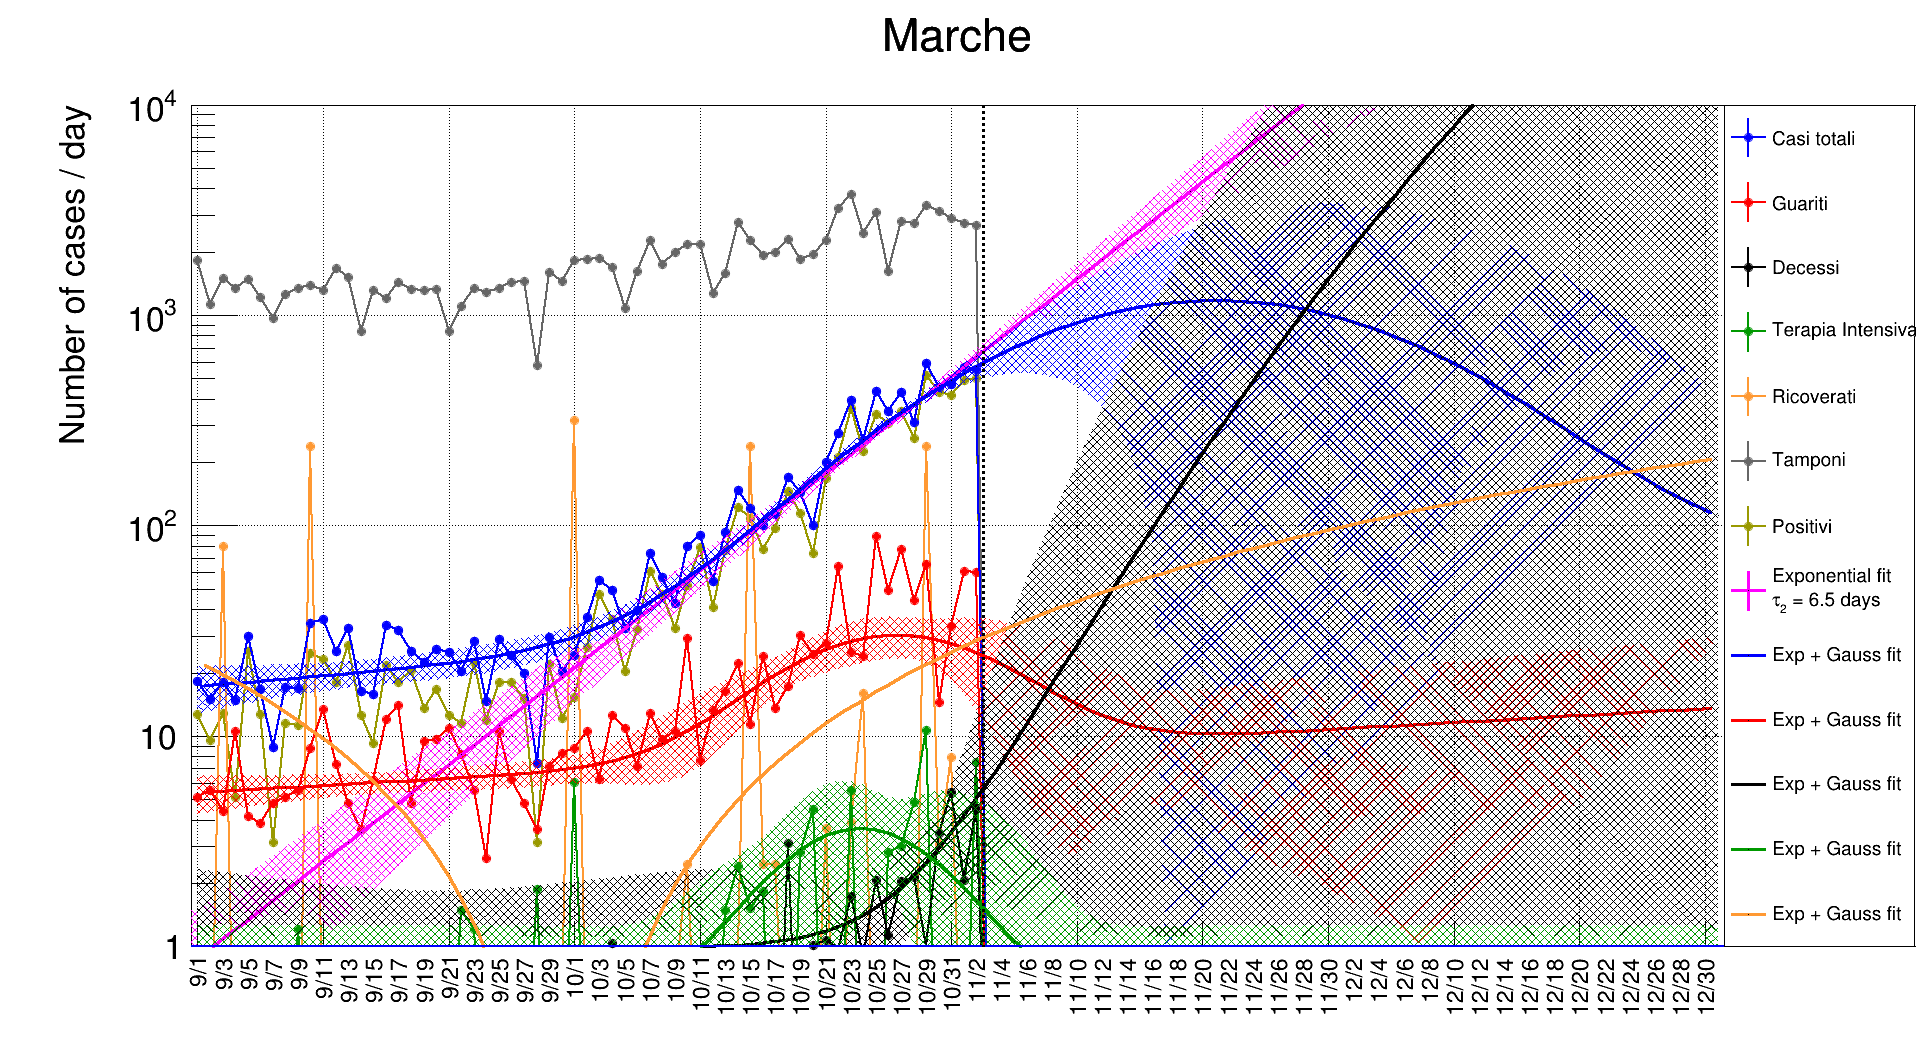 Marche
Number of cases / day
10^4
10^3
10^2
10
1
9/1 9/3 9/5 9/7 9/9 9/11 9/13 9/15 9/17 9/19 9/21 9/23 9/25 9/27 9/29 10/1 10/3 10/5 10/7 10/9 10/11 10/13 10/15 10/17 10/19 10/21 10/23 10/25 10/27 10/29 10/31 11/2 11/4 11/6 11/8 11/10 11/12 11/14 11/16 11/18 11/20 11/22 11/24 11/26 11/28 11/30 12/2 12/4 12/6 12/8 12/10 12/12 12/14 12/16 12/18 12/20 12/22 12/24 12/26 12/28 12/30
Casi totali
Guariti
Decessi
Terapia Intensiva
Ricoverati
Tamponi
Positivi
Exponential fit
τ₂ = 6.5 days
Exp + Gauss fit
Exp + Gauss fit
Exp + Gauss fit
Exp + Gauss fit
Exp + Gauss fit